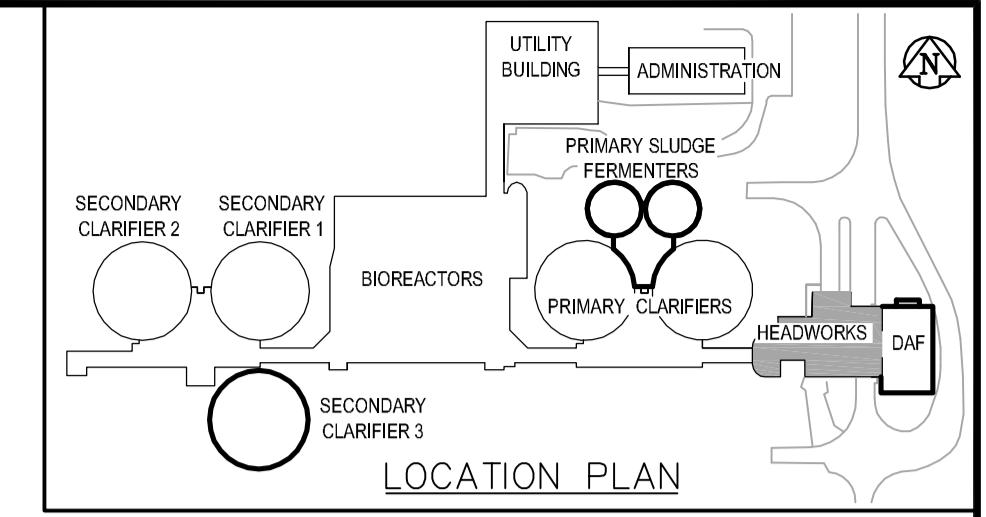 UTILITY
BUILDING
ADMINISTRATION
N
PRIMARY SLUDGE
FERMENTERS
SECONDARY
CLARIFIER 2
SECONDARY
CLARIFIER 1
BIOREACTORS
PRIMARY CLARIFIERS
HEADWORKS
DAF
SECONDARY
CLARIFIER 3
LOCATION PLAN